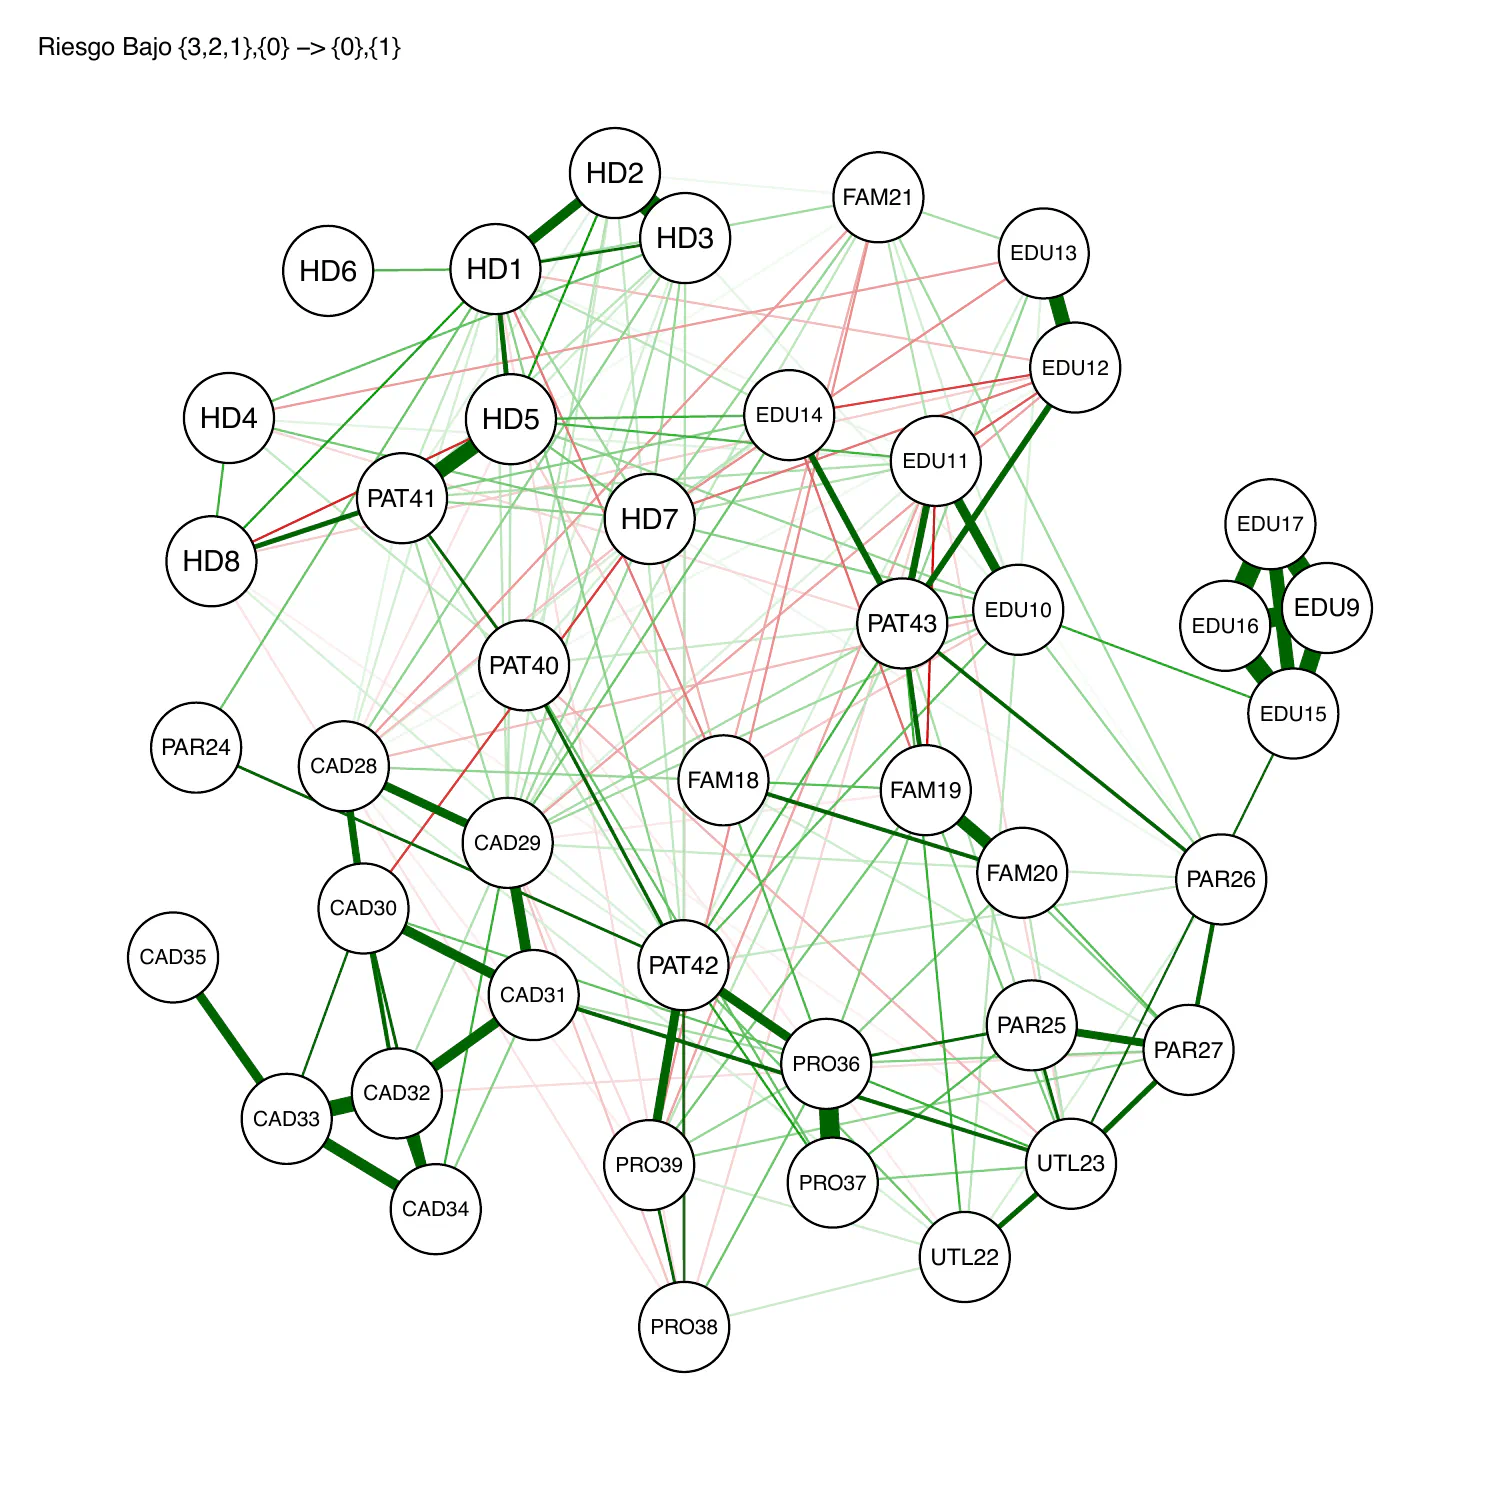 Riesgo Bajo {3,2,1},{0} −> {0},{1}
HD2
FAM21
HD3
EDU13
HD6
HD1
EDU12
HD4
HD5
EDU14
EDU11
PAT41
HD7
EDU17
HD8
EDU10
EDU9
PAT43
EDU16
PAT40
EDU15
PAR24
CAD28
FAM18
FAM19
CAD29
FAM20
PAR26
CAD30
CAD35
PAT42
CAD31
PAR25
PAR27
PRO36
CAD32
CAD33
PRO39
UTL23
PRO37
CAD34
UTL22
PRO38